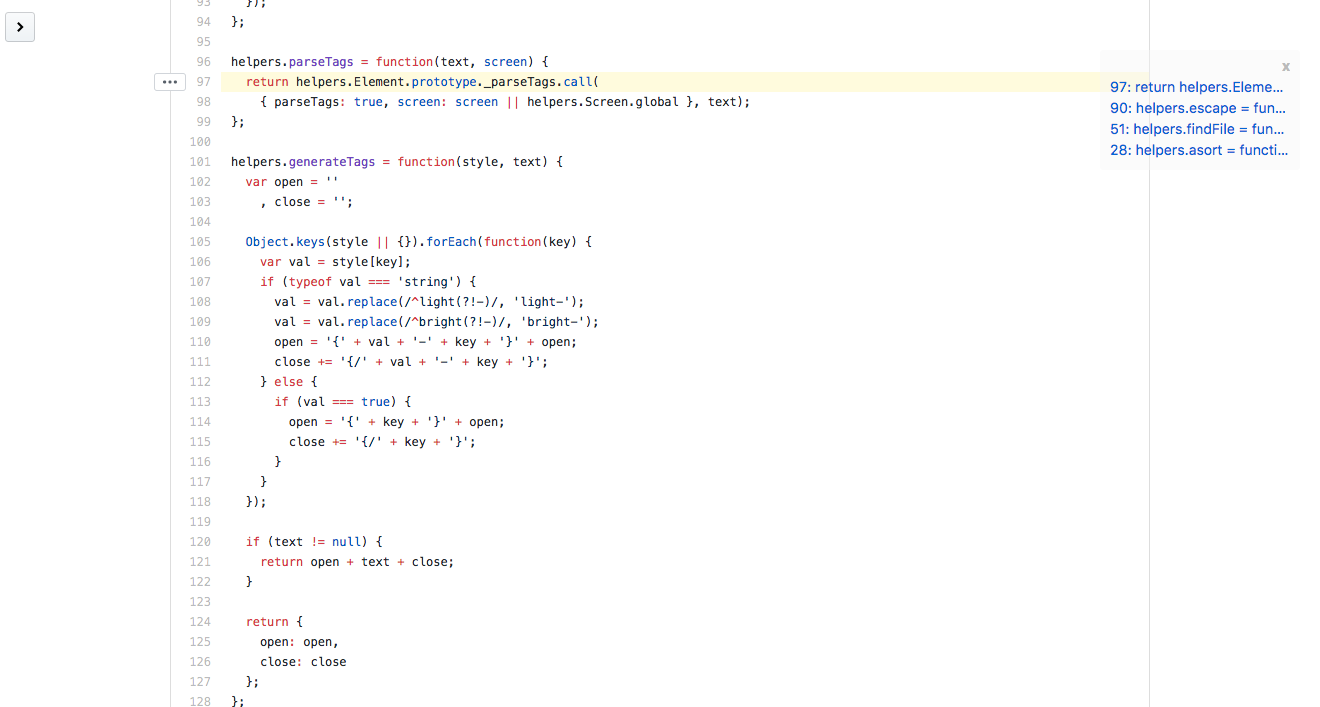 93   });
94 };
95
96 helpers.parseTags = function(text, screen) {
97   return helpers.Element.prototype._parseTags.call(
98     { parseTags: true, screen: screen || helpers.Screen.global }, text);
99 };
100
101 helpers.generateTags = function(style, text) {
102   var open = ''
103     , close = '';
104
105   Object.keys(style || {}).forEach(function(key) {
106     var val = style[key];
107     if (typeof val === 'string') {
108       val = val.replace(/^light(?!-)/, 'light-');
109       val = val.replace(/^bright(?!-)/, 'bright-');
110       open = '{' + val + '-' + key + '}' + open;
111       close += '{/' + val + '-' + key + '}';
112     } else {
113       if (val === true) {
114         open = '{' + key + '}' + open;
115         close += '{/' + key + '}';
116       }
117     }
118   });
119
120   if (text != null) {
121     return open + text + close;
122   }
123
124   return {
125     open: open,
126     close: close
127   };
128 };
x
97: return helpers.Eleme...
90: helpers.escape = fun...
51: helpers.findFile = fun...
28: helpers.asort = functi...